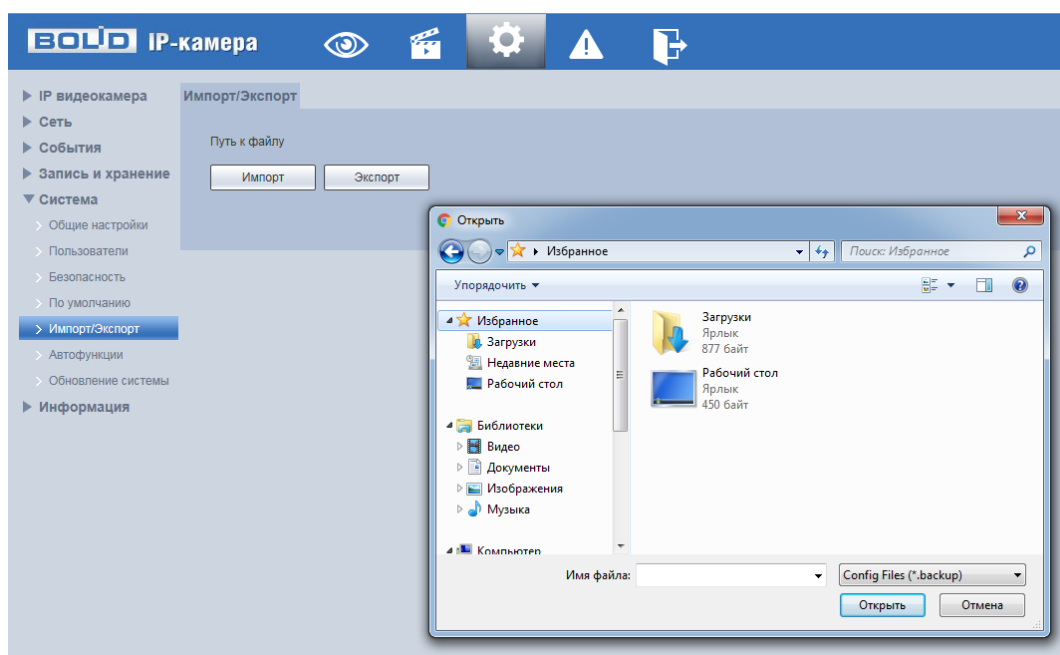 BOLID IP-камера
IP видеокамера
Сеть
События
Запись и хранение
Система
Общие настройки
Пользователи
Безопасность
По умолчанию
Импорт/Экспорт
Автофункции
Обновление системы
Информация
Импорт/Экспорт
Путь к файлу
Импорт Экспорт
Открыть
Избранное
Поиск: Избранное
Упорядочить
Избранное
Загрузки
Недавние места
Рабочий стол
Библиотеки
Видео
Документы
Изображения
Музыка
Компьютер
Загрузки
Ярлык
877 байт
Рабочий стол
Ярлык
450 байт
Имя файла:
Config Files (*.backup)
Открыть Отмена